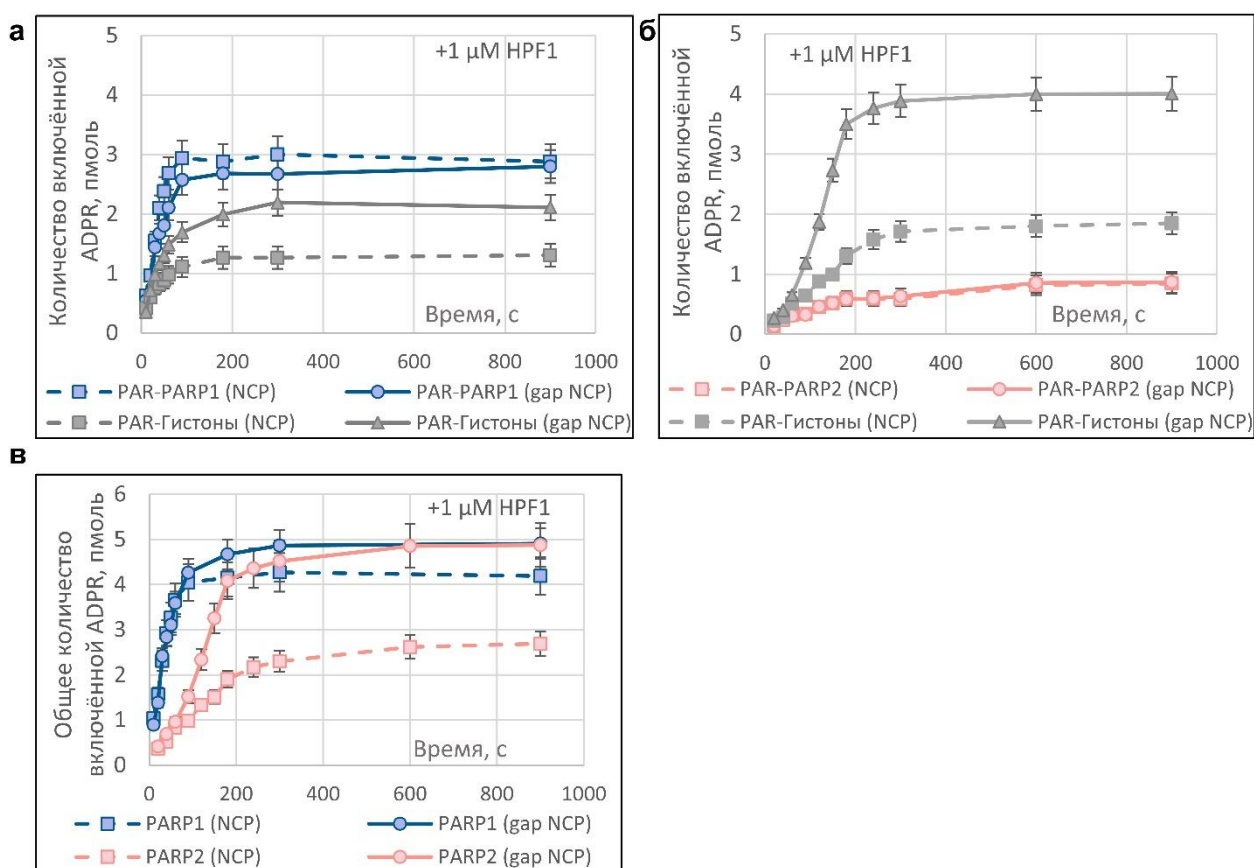 а
+1 µM HPF1
Количество включённой
ADPR, пмоль
5
4
3
2
1
0
Время, с
0 200 400 600 800 1000
PAR-PARP1 (NCP) PAR-PARP1 (gap NCP)
PAR-Гистоны (NCP) PAR-Гистоны (gap NCP)
б
+1 µM HPF1
Количество включённой
ADPR, пмоль
5
4
3
2
1
0
Время, с
0 200 400 600 800 1000
PAR-PARP2 (NCP) PAR-PARP2 (gap NCP)
PAR-Гистоны (NCP) PAR-Гистоны (gap NCP)
в
+1 µM HPF1
Общее количество
включённой ADPR, пмоль
6
5
4
3
2
1
0
Время, с
0 200 400 600 800 1000
PARP1 (NCP) PARP1 (gap NCP)
PARP2 (NCP) PARP2 (gap NCP)